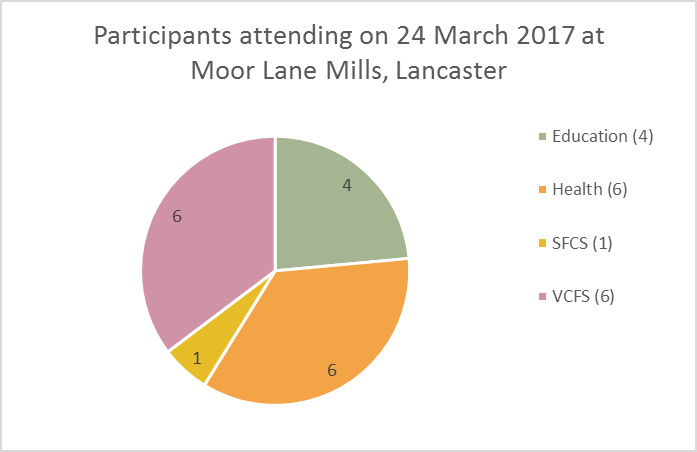 Participants attending on 24 March 2017 at
Moor Lane Mills, Lancaster
Education (4)
Health (6)
SFCS (1)
VCFS (6)
4
6
1
6